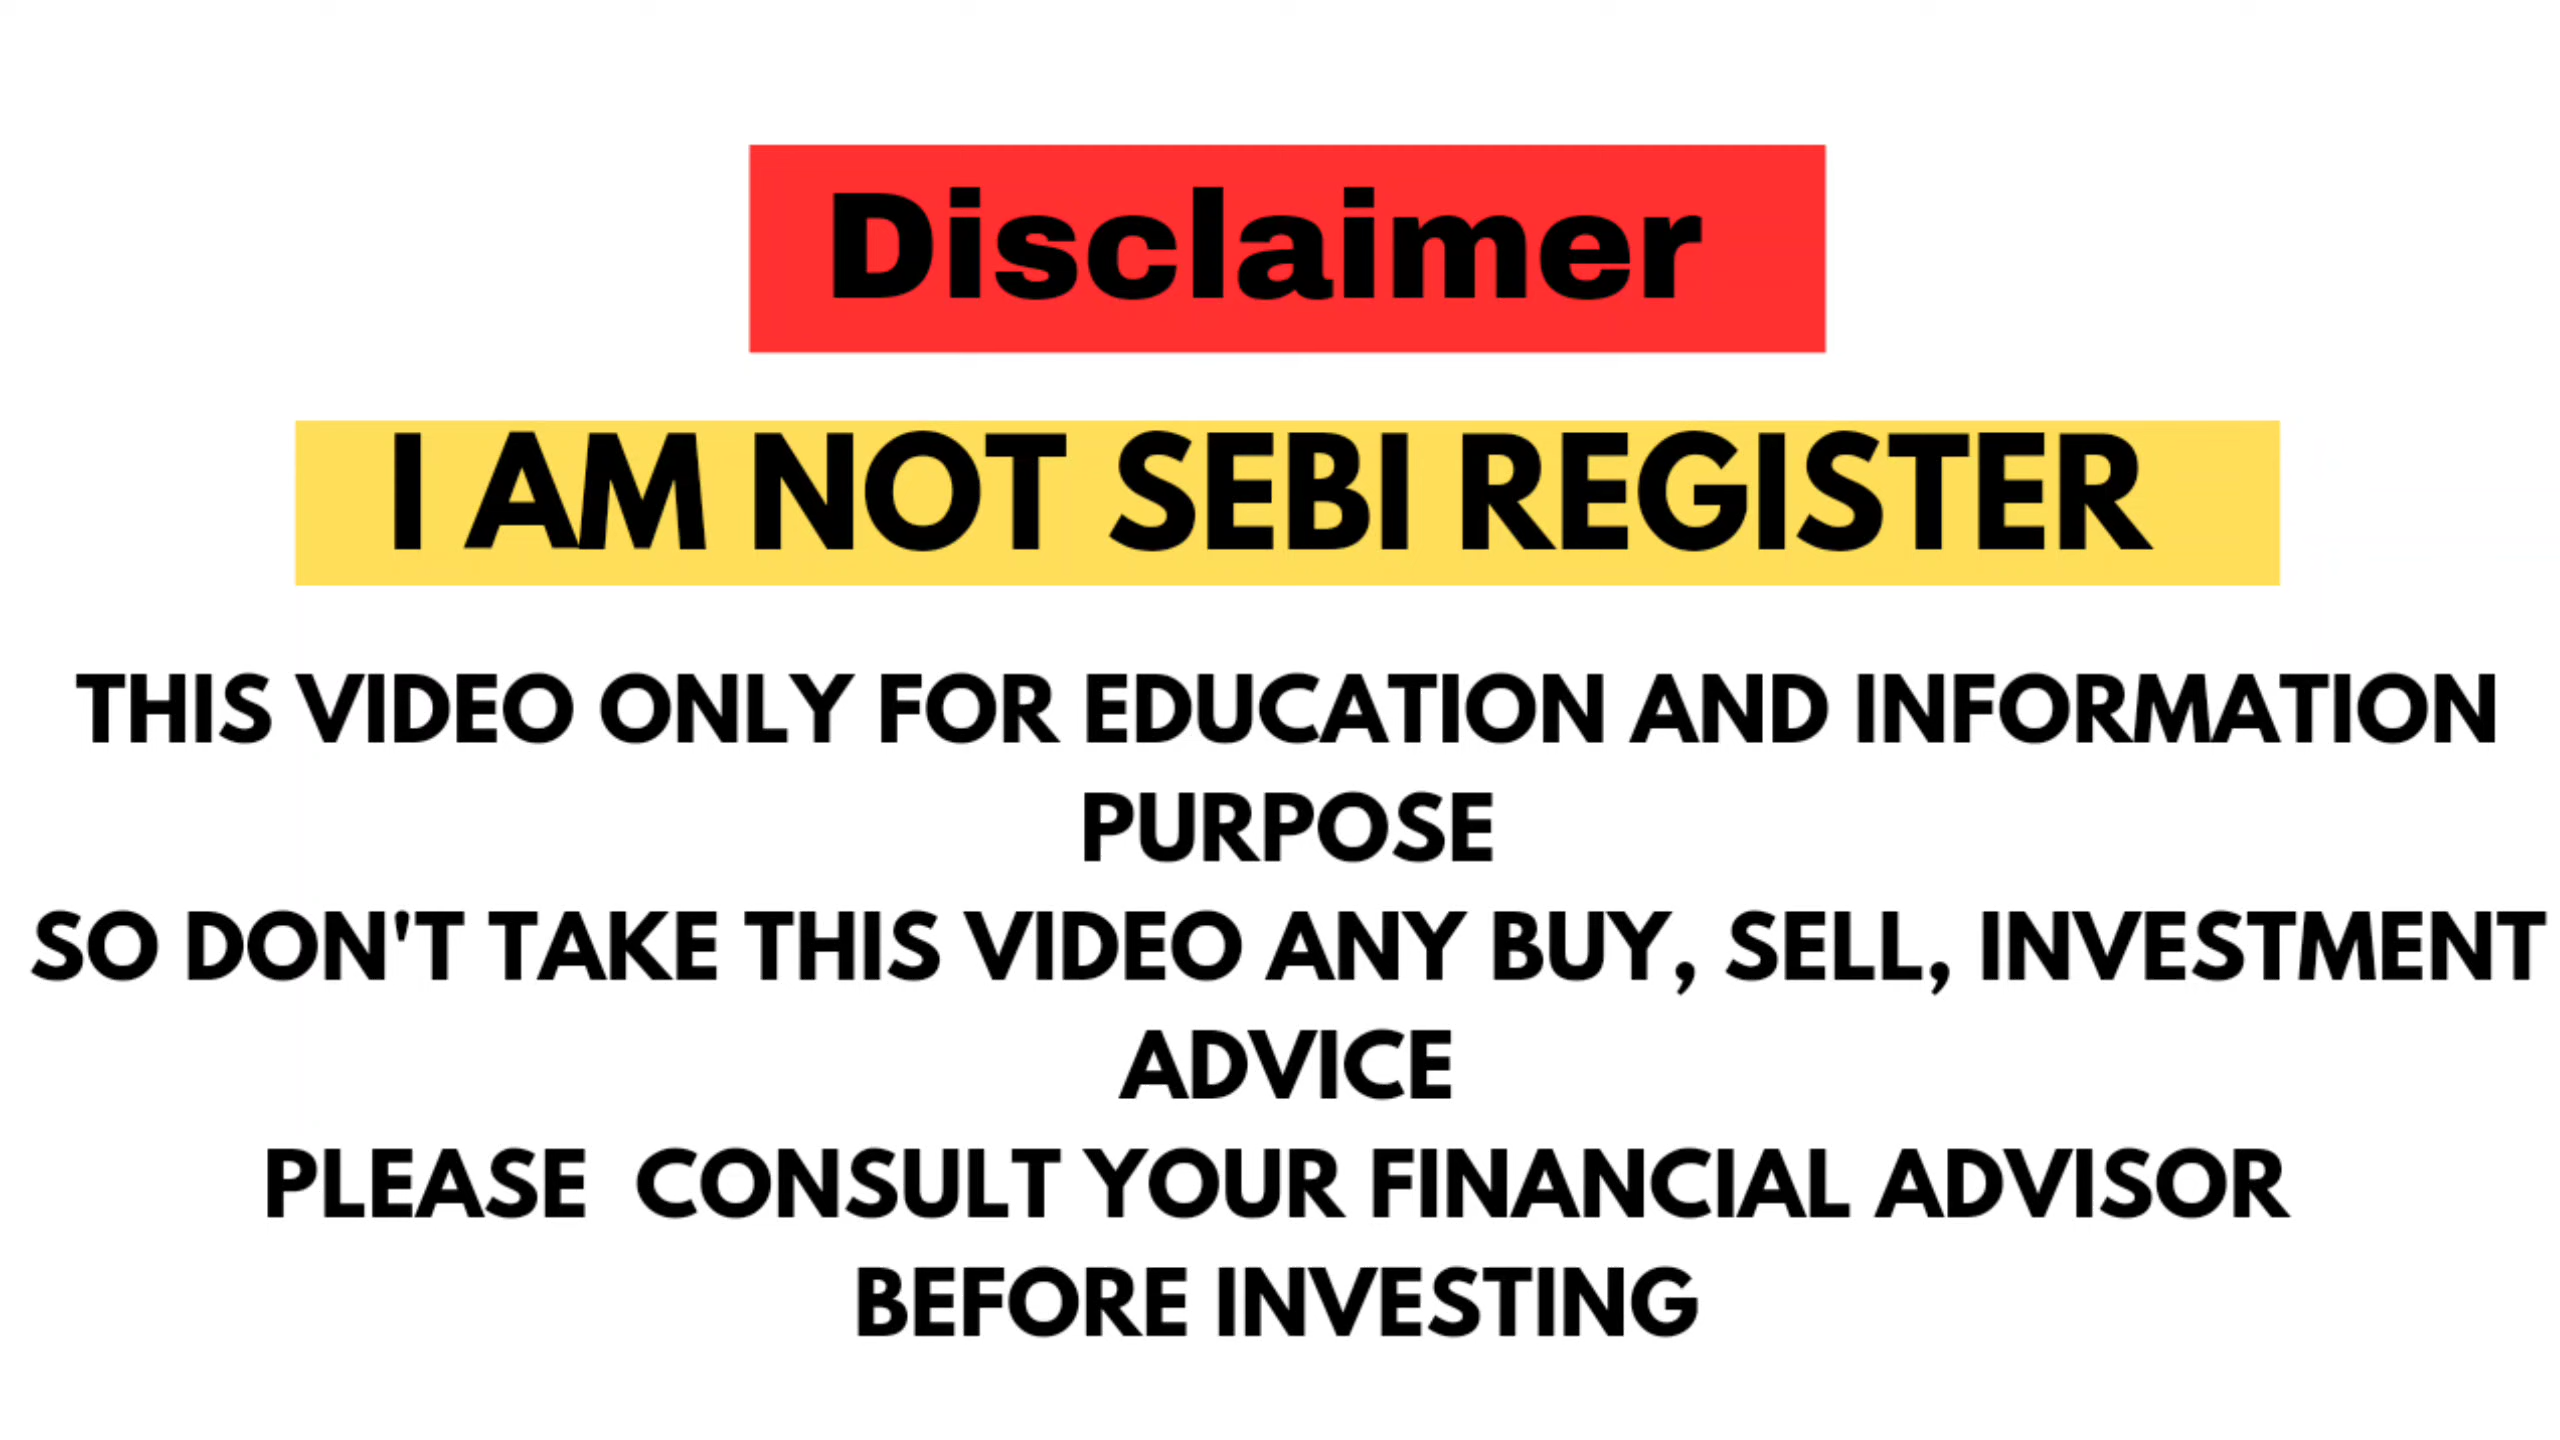 Disclaimer
I AM NOT SEBI REGISTER
THIS VIDEO ONLY FOR EDUCATION AND INFORMATION
PURPOSE
SO DON'T TAKE THIS VIDEO ANY BUY, SELL, INVESTMENT
ADVICE
PLEASE  CONSULT YOUR FINANCIAL ADVISOR
BEFORE INVESTING